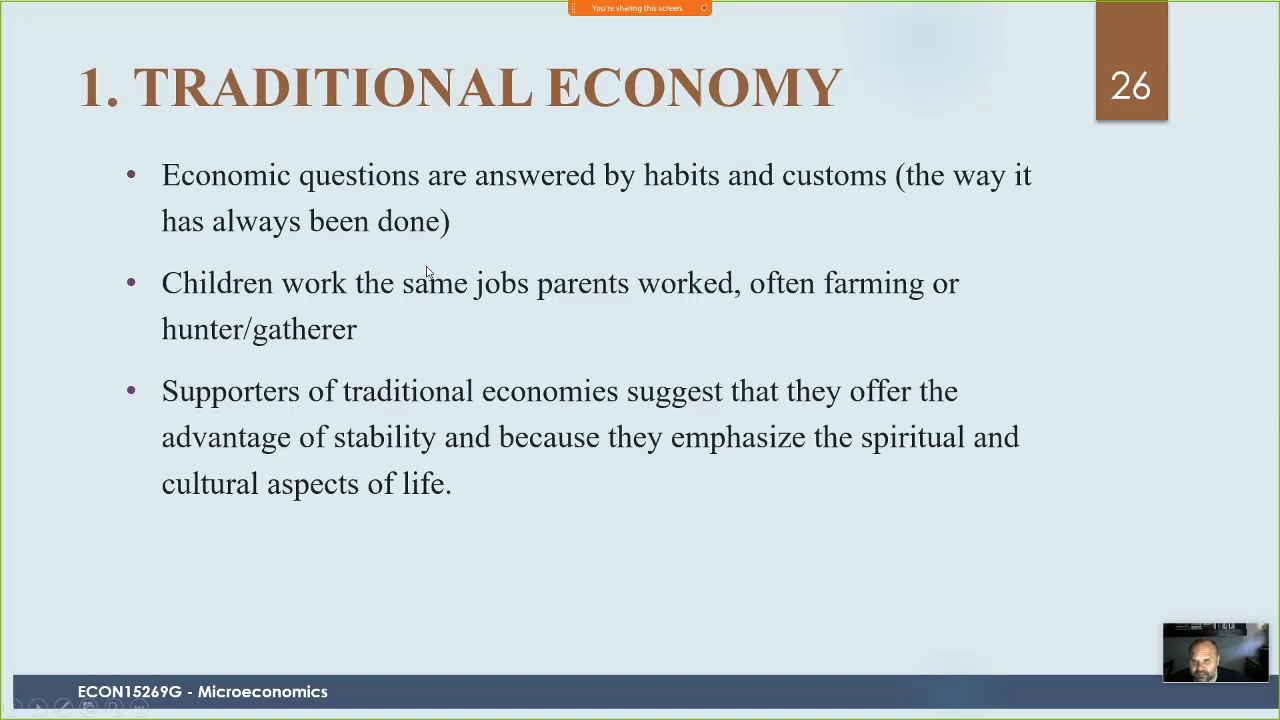 You're sharing this screen.
1. TRADITIONAL ECONOMY
26
• Economic questions are answered by habits and customs (the way it
has always been done)
• Children work the same jobs parents worked, often farming or
hunter/gatherer
• Supporters of traditional economies suggest that they offer the
advantage of stability and because they emphasize the spiritual and
cultural aspects of life.
ECON15269G - Microeconomics